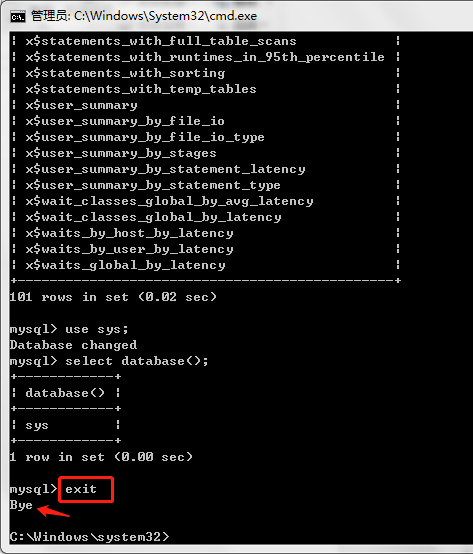 管理员: C:\Windows\System32\cmd.exe
| x$statements_with_full_table_scans |
| x$statements_with_runtimes_in_95th_percentile |
| x$statements_with_sorting |
| x$statements_with_temp_tables |
| x$user_summary |
| x$user_summary_by_file_io |
| x$user_summary_by_file_io_type |
| x$user_summary_by_stages |
| x$user_summary_by_statement_latency |
| x$user_summary_by_statement_type |
| x$wait_classes_global_by_avg_latency |
| x$wait_classes_global_by_latency |
| x$waits_by_host_by_latency |
| x$waits_by_user_by_latency |
| x$waits_global_by_latency |
+-----------------------------------------------+
101 rows in set (0.02 sec)
mysql> use sys;
Database changed
mysql> select database();
+------------+
| database() |
+------------+
| sys |
+------------+
1 row in set (0.00 sec)
mysql> exit
Bye
C:\Windows\system32>